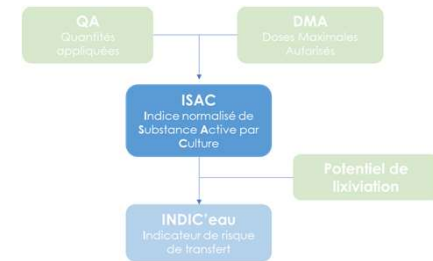 QA
Quantités
appliquées
DMA
Doses Maximales
Autorisés
ISAC
Indice normalisé de
Substance Active par
Culture
Potentiel de
lixiviation
INDIC'eau
Indicateur de risque
de transfert